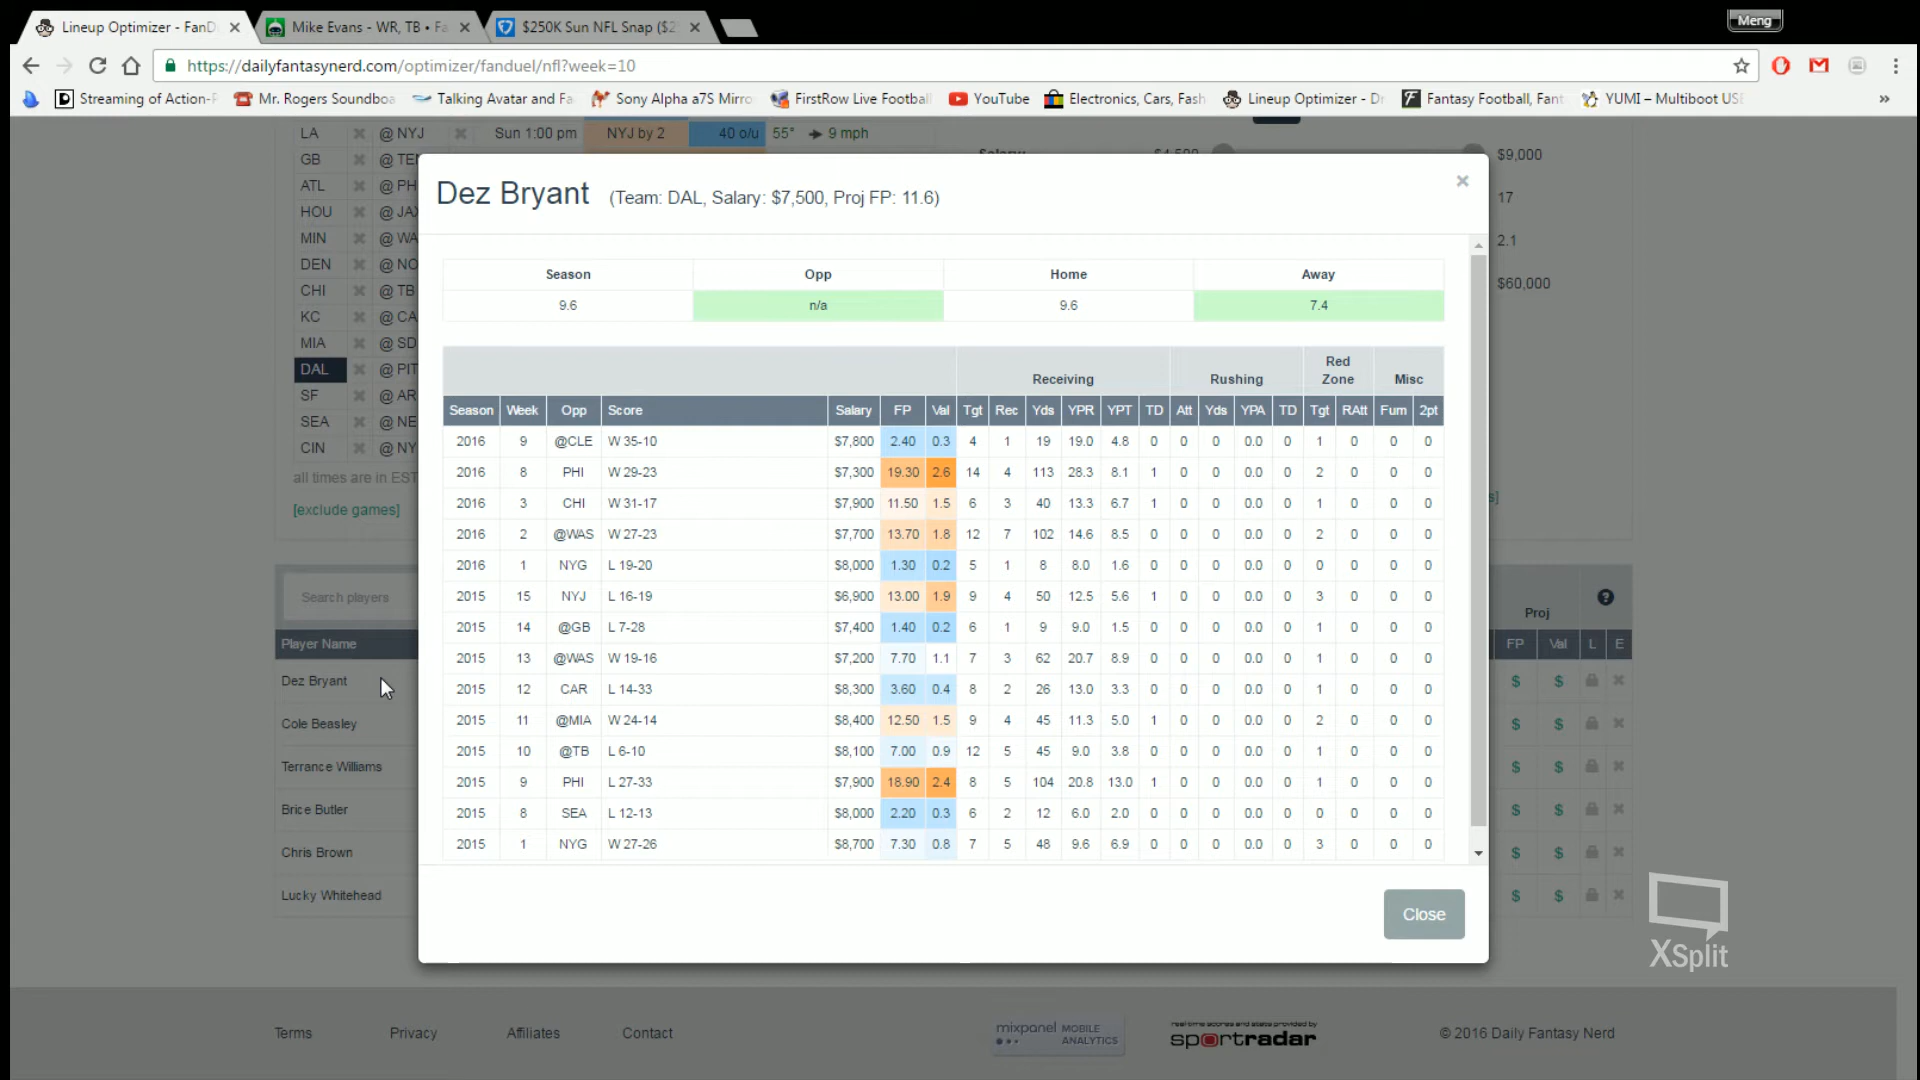 Lineup Optimizer - FanD
Mike Evans - WR, TB • Fa
$250K Sun NFL Snap ($2
Meng
https://dailyfantasynerd.com/optimizer/fanduel/nfl?week=10
Streaming of Action-P
Mr. Rogers Soundboa
Talking Avatar and Fa
Sony Alpha a7S Mirro
FirstRow Live Football
YouTube
Electronics, Cars, Fash
Lineup Optimizer - Dr
Fantasy Football, Fant
YUMI – Multiboot US
LA @ NYJ Sun 1:00 pm NYJ by 2 40 o/u 55° 9 mph
GB @ TE
ATL @ PH
HOU @ JAX
MIN @ WA
DEN @ NO
CHI @ TB
KC @ CA
MIA @ SD
DAL @ PIT
SF @ AR
SEA @ NE
CIN @ NY
all times are in EST
[exclude games]
$9,000
17
2.1
$60,000
Dez Bryant (Team: DAL, Salary: $7,500, Proj FP: 11.6)
Season Opp Home Away
9.6 n/a 9.6 7.4
Receiving Rushing Red Zone Misc
Season Week Opp Score Salary FP Val Tgt Rec Yds YPR YPT TD Att Yds YPA TD Tgt RAtt Fum 2pt
2016 9 @CLE W 35-10 $7,800 2.40 0.3 4 1 19 19.0 4.8 0 0 0 0.0 0 1 0 0 0
2016 8 PHI W 29-23 $7,300 19.30 2.6 14 4 113 28.3 8.1 1 0 0 0.0 0 2 0 0 0
2016 3 CHI W 31-17 $7,900 11.50 1.5 6 3 40 13.3 6.7 1 0 0 0.0 0 1 0 0 0
2016 2 @WAS W 27-23 $7,700 13.70 1.8 12 7 102 14.6 8.5 0 0 0 0.0 0 2 0 0 0
2016 1 NYG L 19-20 $8,000 1.30 0.2 5 1 8 8.0 1.6 0 0 0 0.0 0 0 0 0 0
2015 15 NYJ L 16-19 $6,900 13.00 1.9 9 4 50 12.5 5.6 1 0 0 0.0 0 3 0 0 0
2015 14 @GB L 7-28 $7,400 1.40 0.2 6 1 9 9.0 1.5 0 0 0 0.0 0 1 0 0 0
2015 13 @WAS W 19-16 $7,200 7.70 1.1 7 3 62 20.7 8.9 0 0 0 0.0 0 1 0 0 0
2015 12 CAR L 14-33 $8,300 3.60 0.4 8 2 26 13.0 3.3 0 0 0 0.0 0 1 0 0 0
2015 11 @MIA W 24-14 $8,400 12.50 1.5 9 4 45 11.3 5.0 1 0 0 0.0 0 2 0 0 0
2015 10 @TB L 6-10 $8,100 7.00 0.9 12 5 45 9.0 3.8 0 0 0 0.0 0 1 0 0 0
2015 9 PHI L 27-33 $7,900 18.90 2.4 8 5 104 20.8 13.0 1 0 0 0.0 0 1 0 0 0
2015 8 SEA L 12-13 $8,000 2.20 0.3 6 2 12 6.0 2.0 0 0 0 0.0 0 0 0 0 0
2015 1 NYG W 27-26 $8,700 7.30 0.8 7 5 48 9.6 6.9 0 0 0 0.0 0 3 0 0 0
Close
Search players
Player Name
Dez Bryant
Cole Beasley
Terrance Williams
Brice Butler
Chris Brown
Lucky Whitehead
Proj
FP Val L E
$ $
$ $
$ $
$ $
$ $
$ $
XSplit
Terms Privacy Affiliates Contact
mixpanel MOBILE ANALYTICS
real-time scores and stats provided by
sportradar
© 2016 Daily Fantasy Nerd